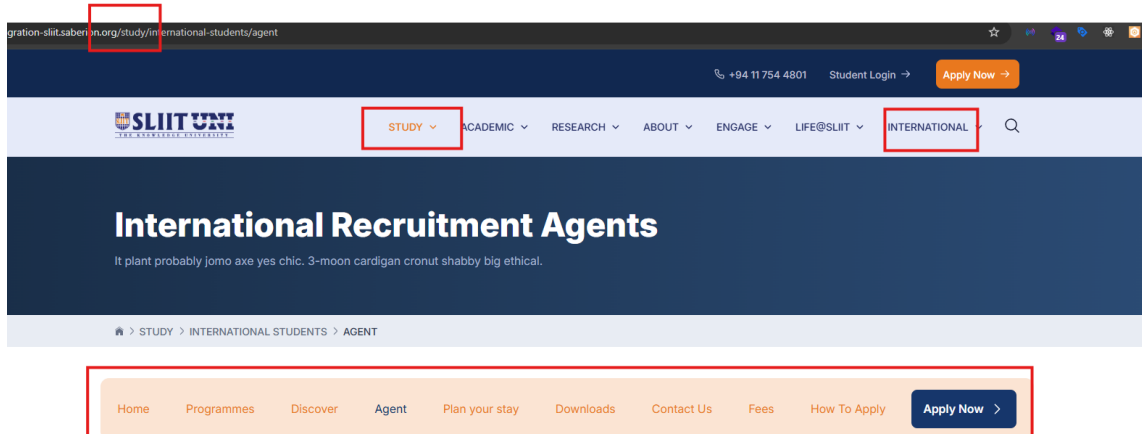 gration-sliit.saberion.org/study/international-students/agent
24
+94 11 754 4801 Student Login → Apply Now →
SLIIT UNI
THE KNOWLEDGE UNIVERSITY
STUDY ACADEMIC RESEARCH ABOUT ENGAGE LIFE@SLIIT INTERNATIONAL
International Recruitment Agents
It plant probably jomo axe yes chic. 3-moon cardigan cronut shabby big ethical.
> STUDY > INTERNATIONAL STUDENTS > AGENT
Home Programmes Discover Agent Plan your stay Downloads Contact Us Fees How To Apply Apply Now >